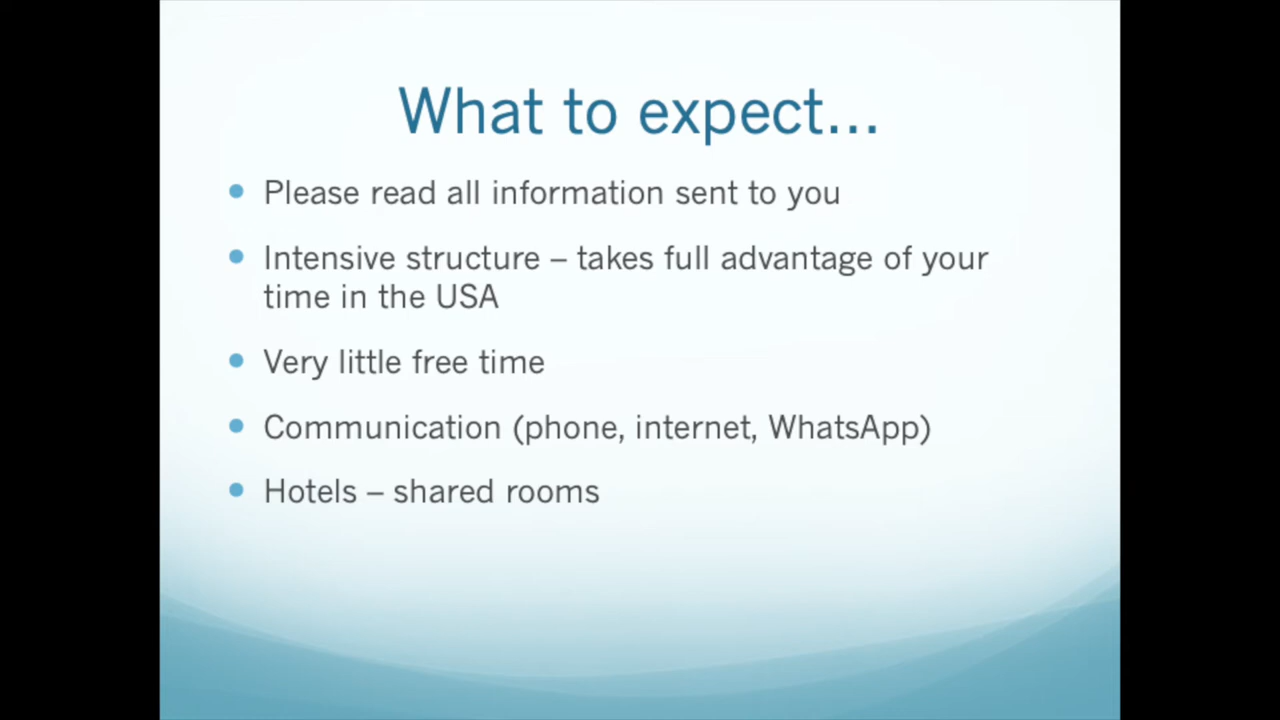 What to expect...
• Please read all information sent to you
• Intensive structure – takes full advantage of your
time in the USA
• Very little free time
• Communication (phone, internet, WhatsApp)
• Hotels – shared rooms